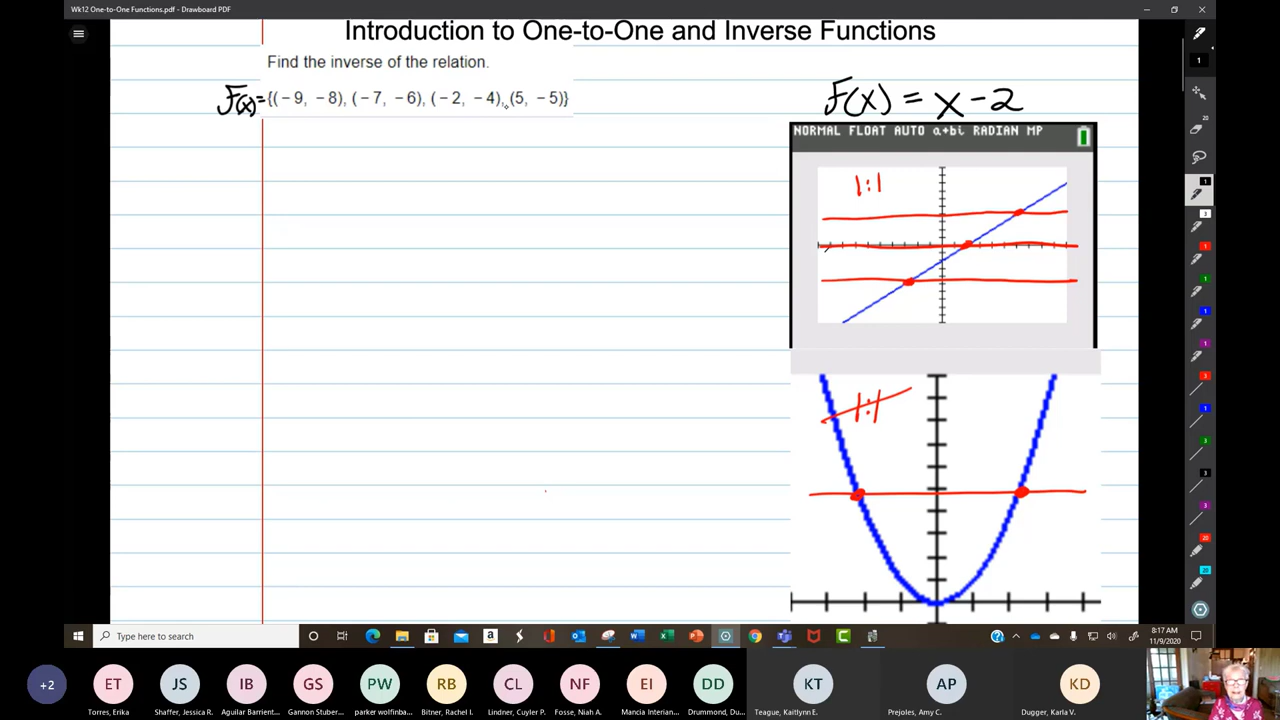 Wk12 One-to-One Functions.pdf - Drawboard PDF
Introduction to One-to-One and Inverse Functions
Find the inverse of the relation.
F(x)= {(-9, -8), (-7, -6), (-2, -4), (5, -5)}
F(x) = x-2
NORMAL FLOAT AUTO a+bi RADIAN MP
1:1
1:1
Type here to search
8:17 AM
11/9/2020
+2
ET
JS
IB
GS
PW
RB
CL
NF
EI
DD
KT
AP
KD
Torres, Erika
Shaffer, Jessica R.
Aguilar Barrient...
Gannon Stuber...
parker wolfinba...
Bitner, Rachel I.
Lindner, Cuyler P.
Fosse, Niah A.
Mancia Interian...
Drummond, Du...
Teague, Kaitlynn E.
Prejoles, Amy C.
Dugger, Karla V.